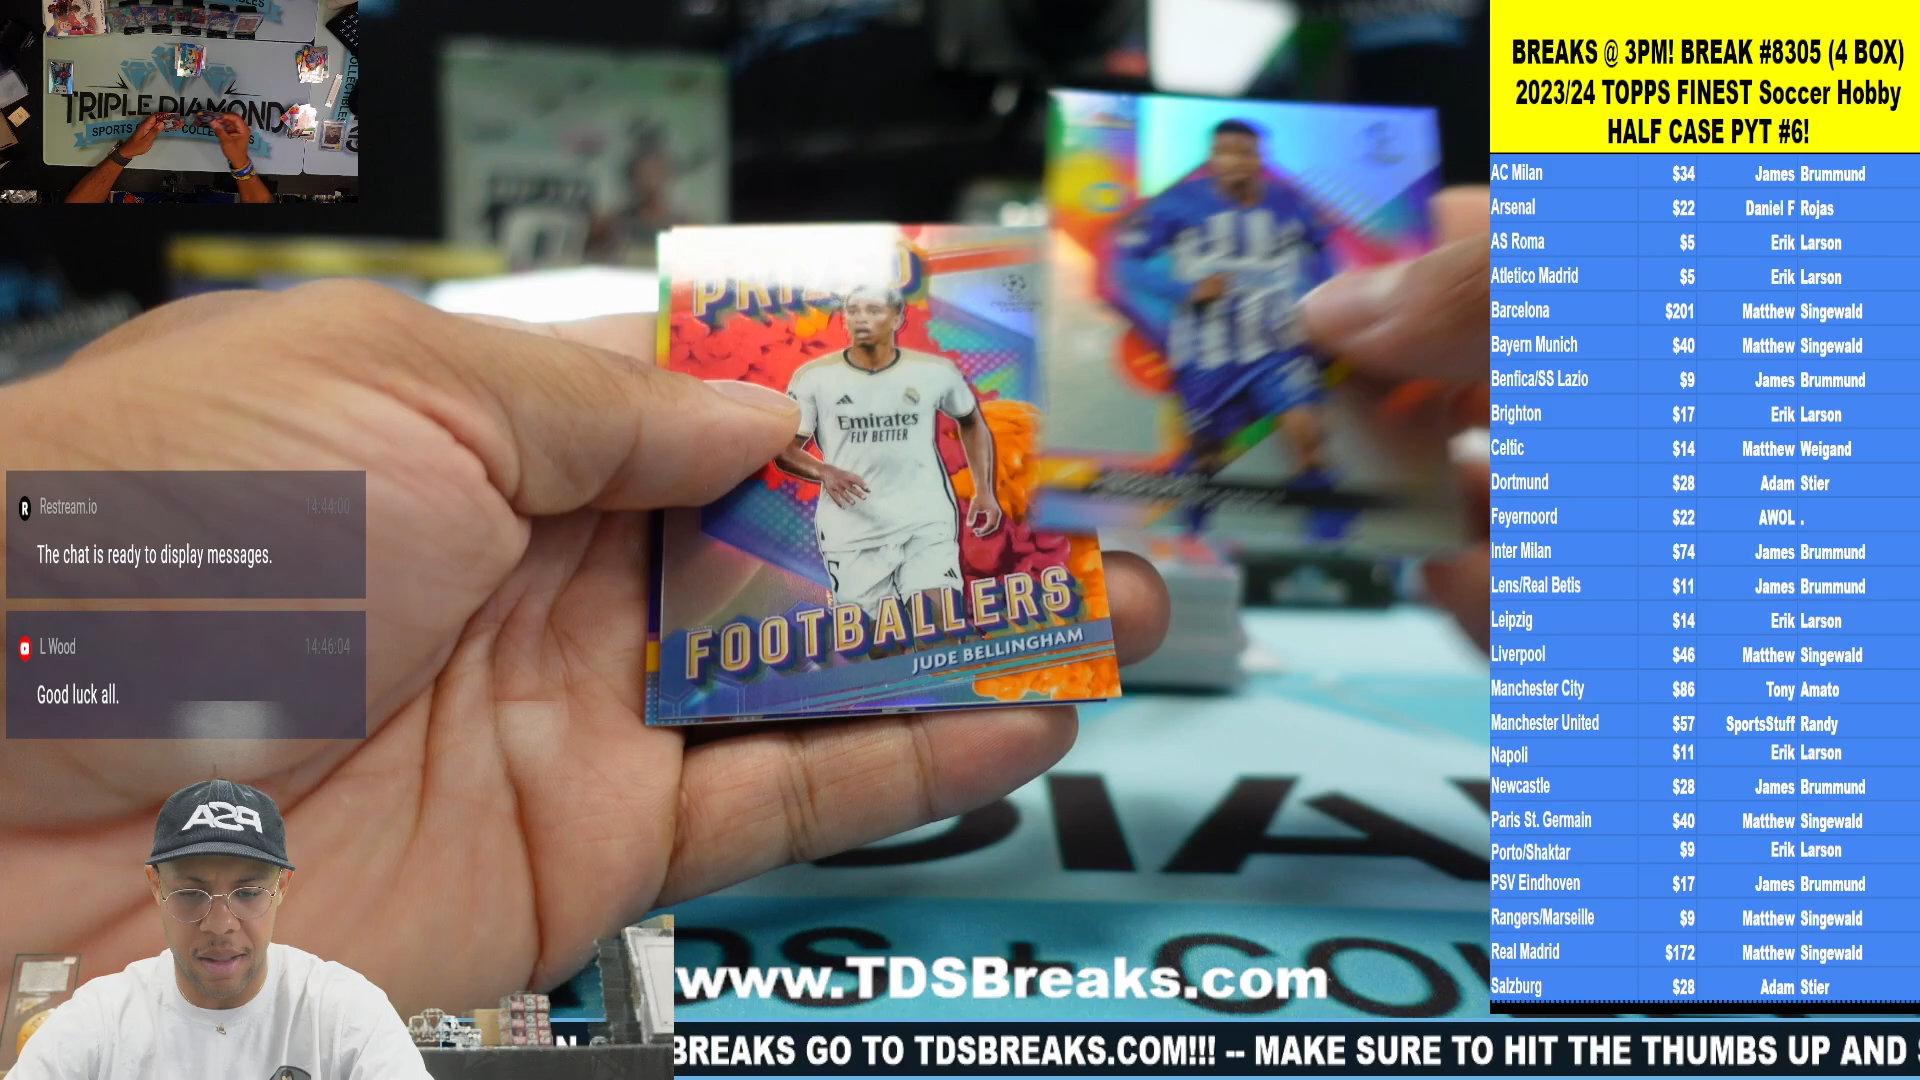 TRIPLE DIAMOND
SPORTS
COLLE
BREAKS @ 3PM! BREAK #8305 (4 BOX)
2023/24 TOPPS FINEST Soccer Hobby
HALF CASE PYT #6!
AC Milan $34 James Brummund
Arsenal $22 Daniel F Rojas
AS Roma $5 Erik Larson
Atletico Madrid $5 Erik Larson
Barcelona $201 Matthew Singewald
Bayern Munich $40 Matthew Singewald
Benfica/SS Lazio $9 James Brummund
Brighton $17 Erik Larson
Celtic $14 Matthew Weigand
Dortmund $28 Adam Stier
Feyernoord $22 AWOL .
Inter Milan $74 James Brummund
Lens/Real Betis $11 James Brummund
Leipzig $14 Erik Larson
Liverpool $46 Matthew Singewald
Manchester City $86 Tony Amato
Manchester United $57 SportsStuff Randy
Napoli $11 Erik Larson
Newcastle $28 James Brummund
Paris St. Germain $40 Matthew Singewald
Porto/Shaktar $9 Erik Larson
PSV Eindhoven $17 James Brummund
Rangers/Marseille $9 Matthew Singewald
Real Madrid $172 Matthew Singewald
Salzburg $28 Adam Stier
Emirates
FLY BETTER
FOOTBALLERS
JUDE BELLINGHAM
Restream.io 14:44:00
The chat is ready to display messages.
L Wood 14:46:04
Good luck all.
PSA
www.TDSBreaks.com
BREAKS GO TO TDSBREAKS.COM!!! -- MAKE SURE TO HIT THE THUMBS UP AND